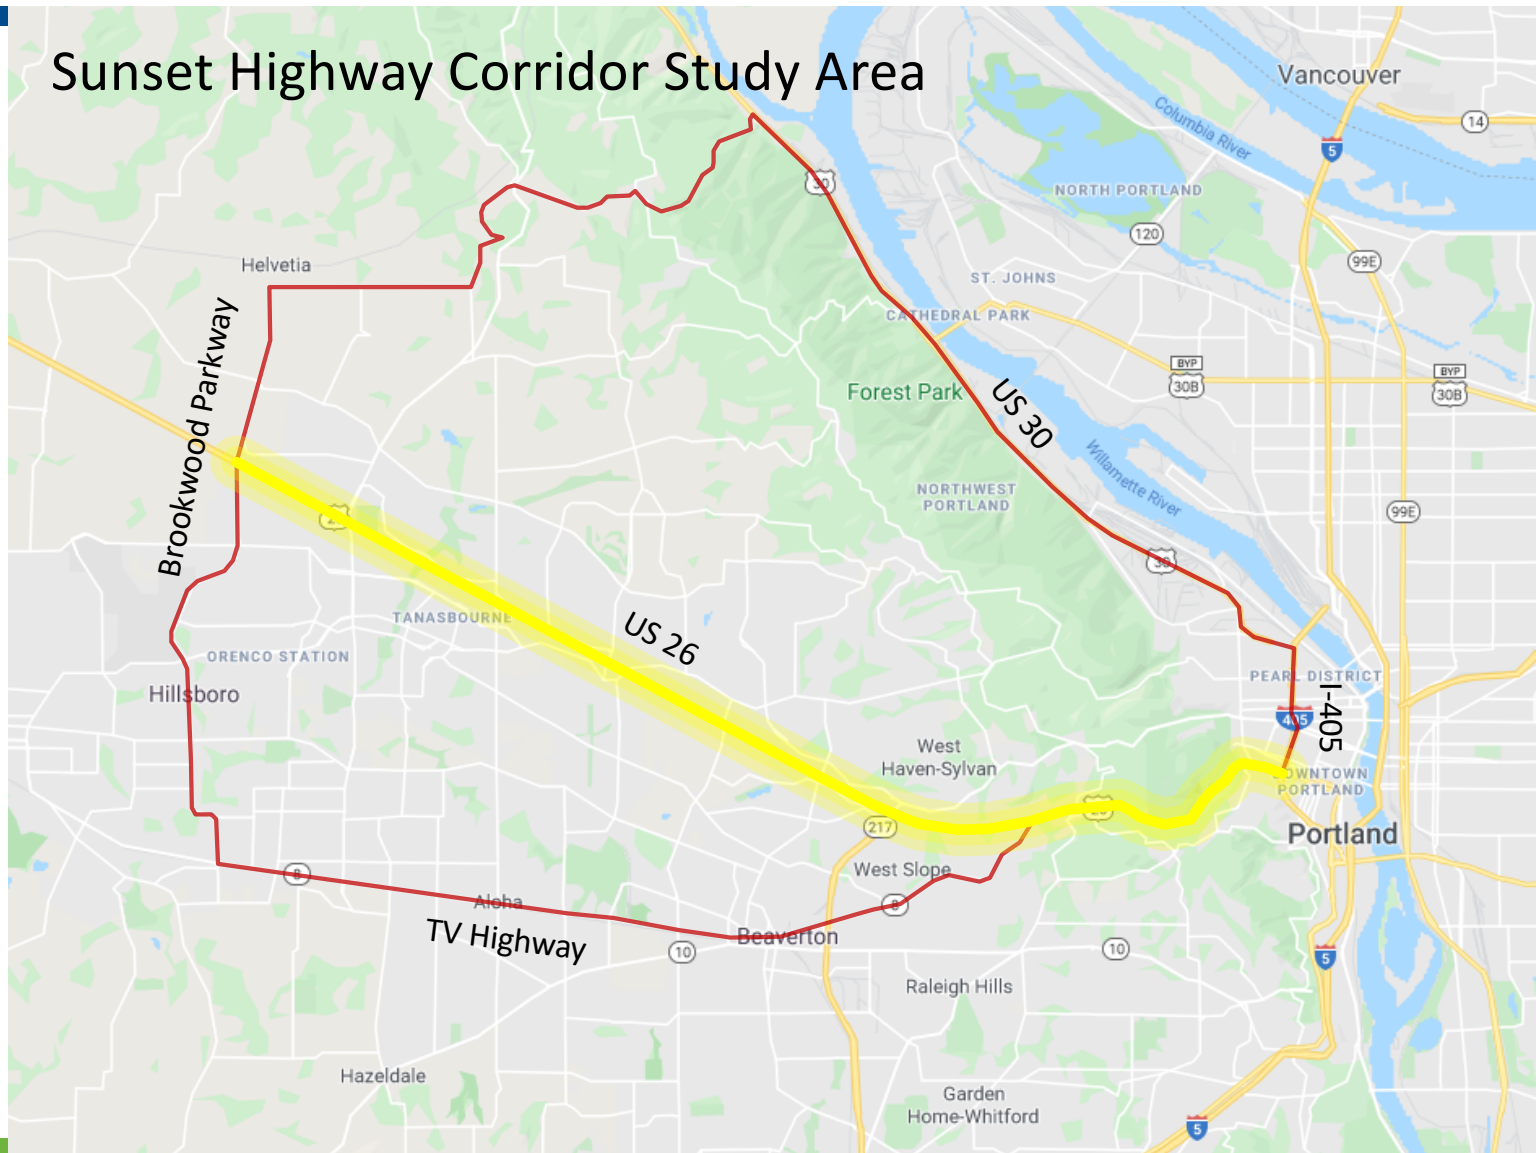 Sunset Highway Corridor Study Area
Vancouver
14
Columbia River
5
30
NORTH PORTLAND
120
99E
Helvetia
ST. JOHNS
CATHEDRAL PARK
Brookwood Parkway
BYP
30B
BYP
30B
Forest Park
US 30
Willamette River
NORTHWEST
PORTLAND
99E
30
TANASBOURNE
US 26
ORENCO STATION
Hillsboro
PEARL DISTRICT
405
I-405
West
Haven-Sylvan
DOWNTOWN
PORTLAND
26
217
Portland
West Slope
8
8
Aloha
TV Highway
Beaverton
10
10
5
Raleigh Hills
Hazeldale
Garden
Home-Whitford
5